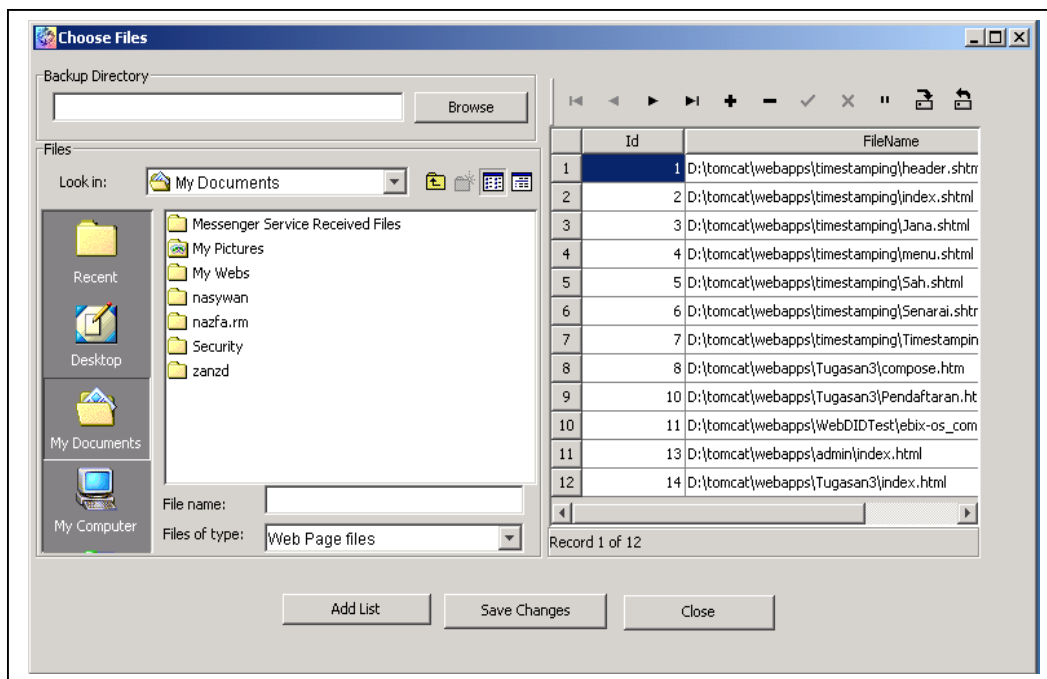 Choose Files
Backup Directory
Browse
Files
Look in: My Documents
Recent
Desktop
My Documents
My Computer
Messenger Service Received Files
My Pictures
My Webs
nasywan
nazfa.rm
Security
zanzd
File name:
Files of type: Web Page files
Id FileName
1 1 D:\tomcat\webapps\timestamping\header.shtm
2 2 D:\tomcat\webapps\timestamping\index.shtml
3 3 D:\tomcat\webapps\timestamping\Jana.shtml
4 4 D:\tomcat\webapps\timestamping\menu.shtml
5 5 D:\tomcat\webapps\timestamping\Sah.shtml
6 6 D:\tomcat\webapps\timestamping\Senarai.shtr
7 7 D:\tomcat\webapps\timestamping\Timestampin
8 8 D:\tomcat\webapps\Tugasan3\compose.htm
9 10 D:\tomcat\webapps\Tugasan3\Pendaftaran.ht
10 11 D:\tomcat\webapps\WebDIDTest\ebix-os_com
11 13 D:\tomcat\webapps\admin\index.html
12 14 D:\tomcat\webapps\Tugasan3\index.html
Record 1 of 12
Add List
Save Changes
Close